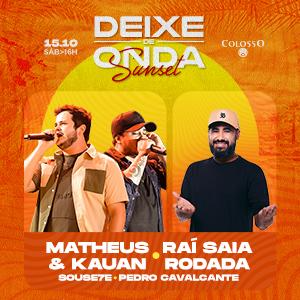 DEIXE
DE
ONDA
Sunset
15.10
SÁB>16H
COLOSSO
MATHEUS
& KAUAN
RAÍ SAIA
RODADA
SOUSE7E • PEDRO CAVALCANTE